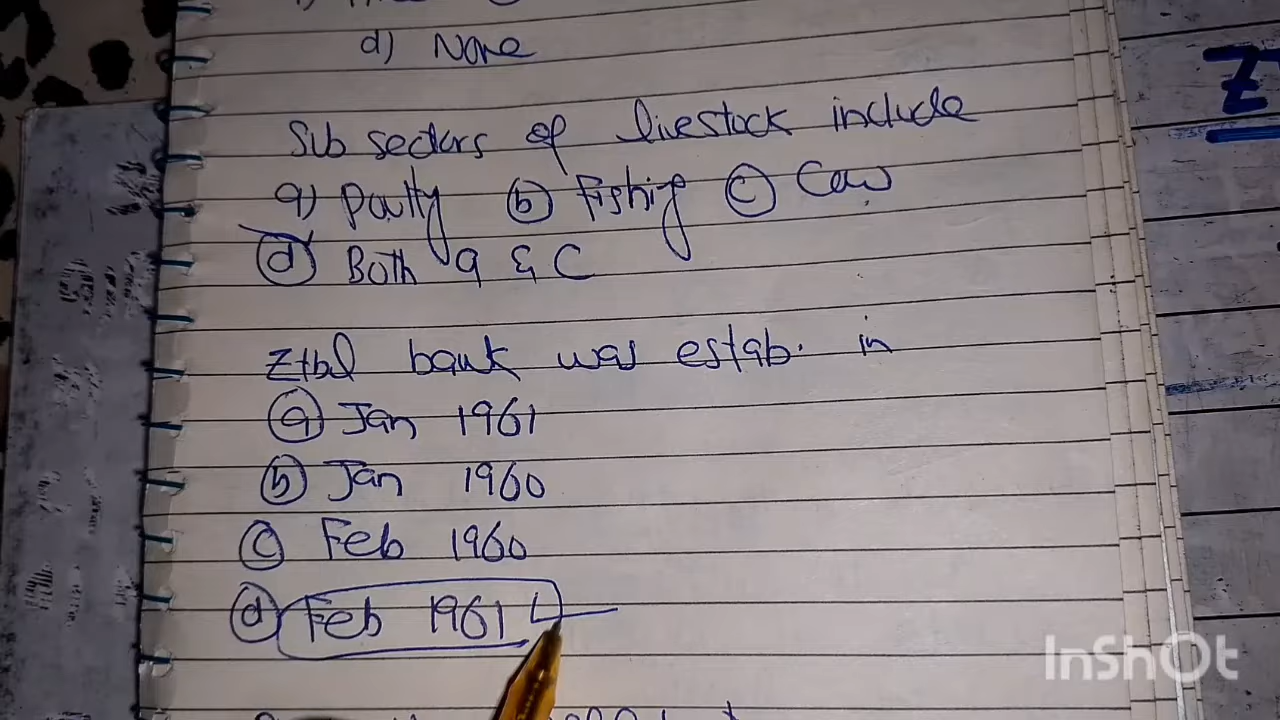 d) None
Sub sectors of livestock include
a) Poulty (b) Fishing (c) Cow
(d) Both a & C
Ztbl bank was estab. in
(a) Jan 1961
(b) Jan 1960
(c) Feb 1960
(d) Feb 1961
InShOt